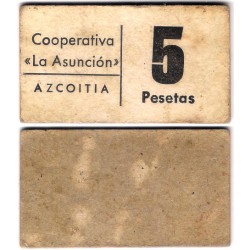 Cooperativa
«La Asunción»
AZCOITIA
5
Pesetas